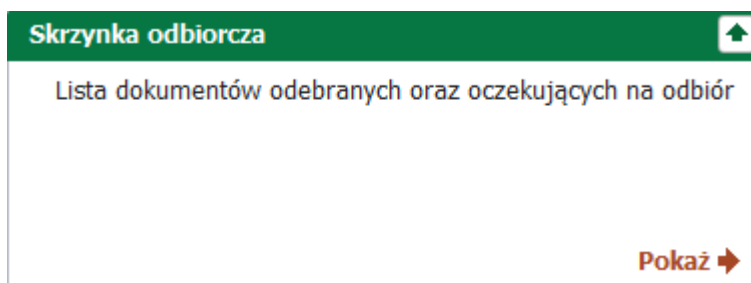 Skrzynka odbiorcza
Lista dokumentów odebranych oraz oczekujących na odbiór
Pokaż